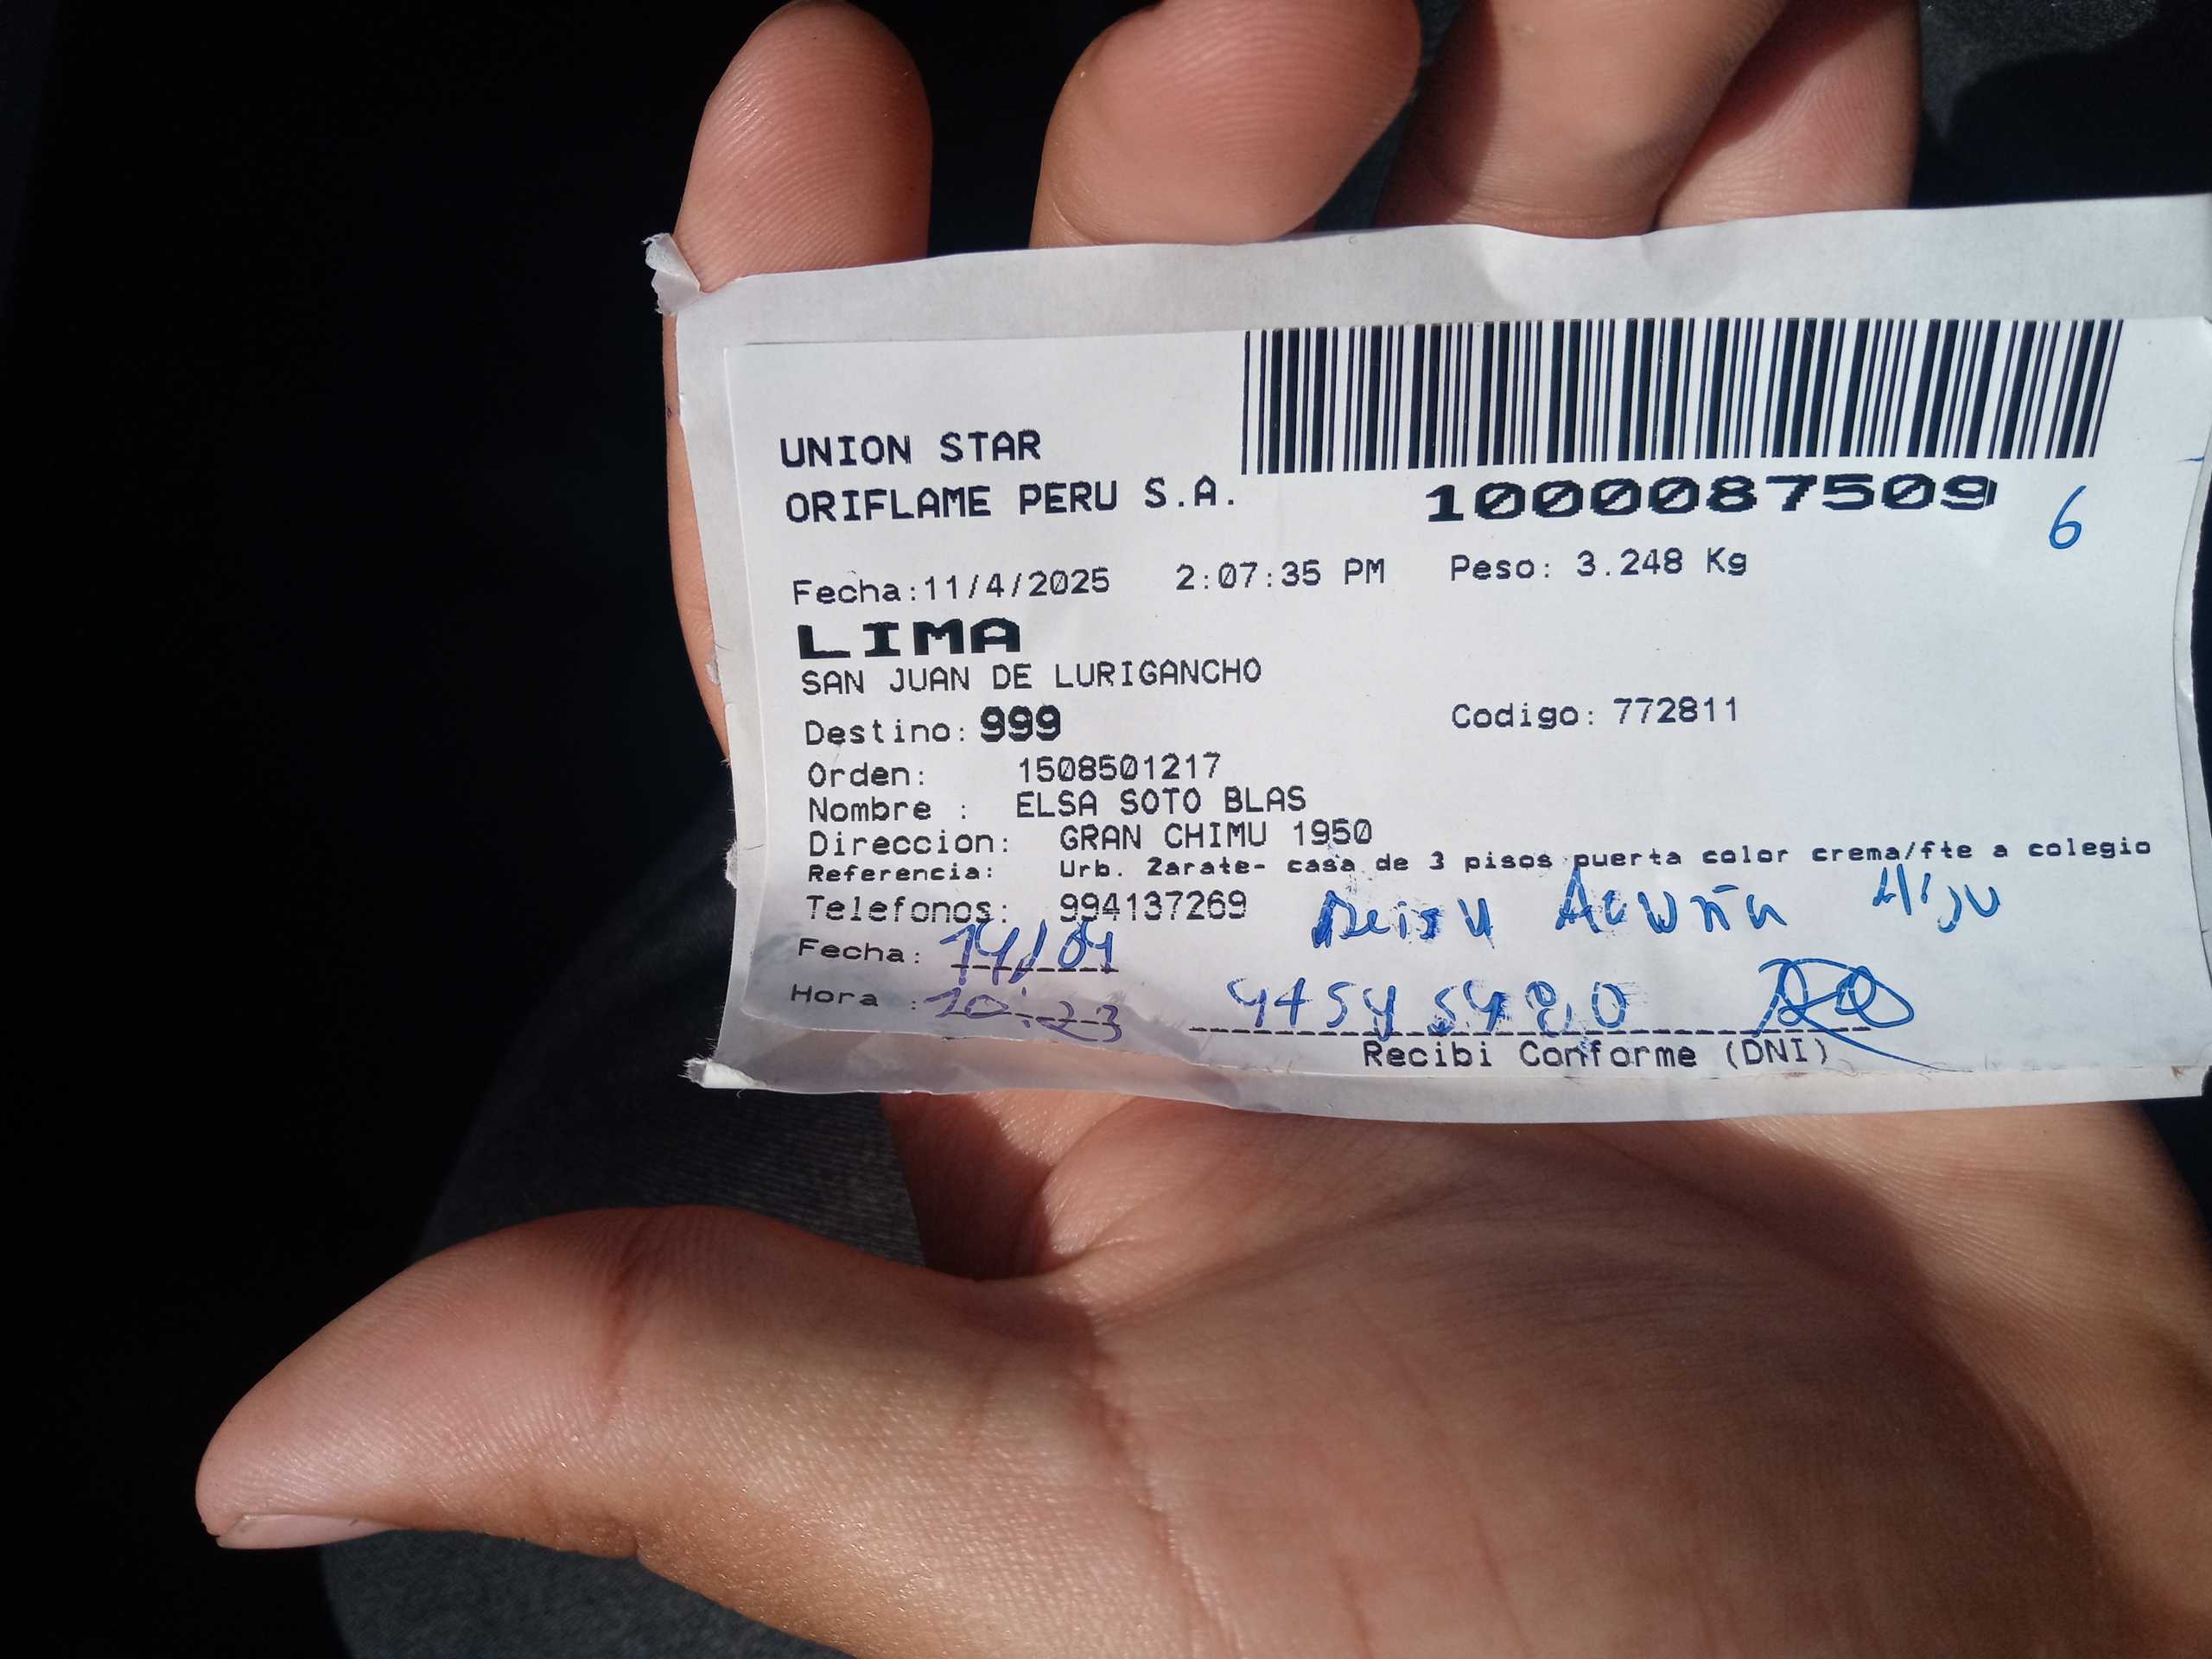 UNION STAR
ORIFLAME PERU S.A.
1000087509 6
Fecha:11/4/2025 2:07:35 PM Peso: 3.248 Kg
LIMA
SAN JUAN DE LURIGANCHO
Destino: 999 Codigo: 772811
Orden: 1508501217
Nombre : ELSA SOTO BLAS
Direccion: GRAN CHIMU 1950
Referencia: Urb. Zarate- casa de 3 pisos puerta color crema/fte a colegio
Telefonos: 994137269 Acuña
Fecha: 14/04
Hora : 10:23
Recibi Conforme (DNI)